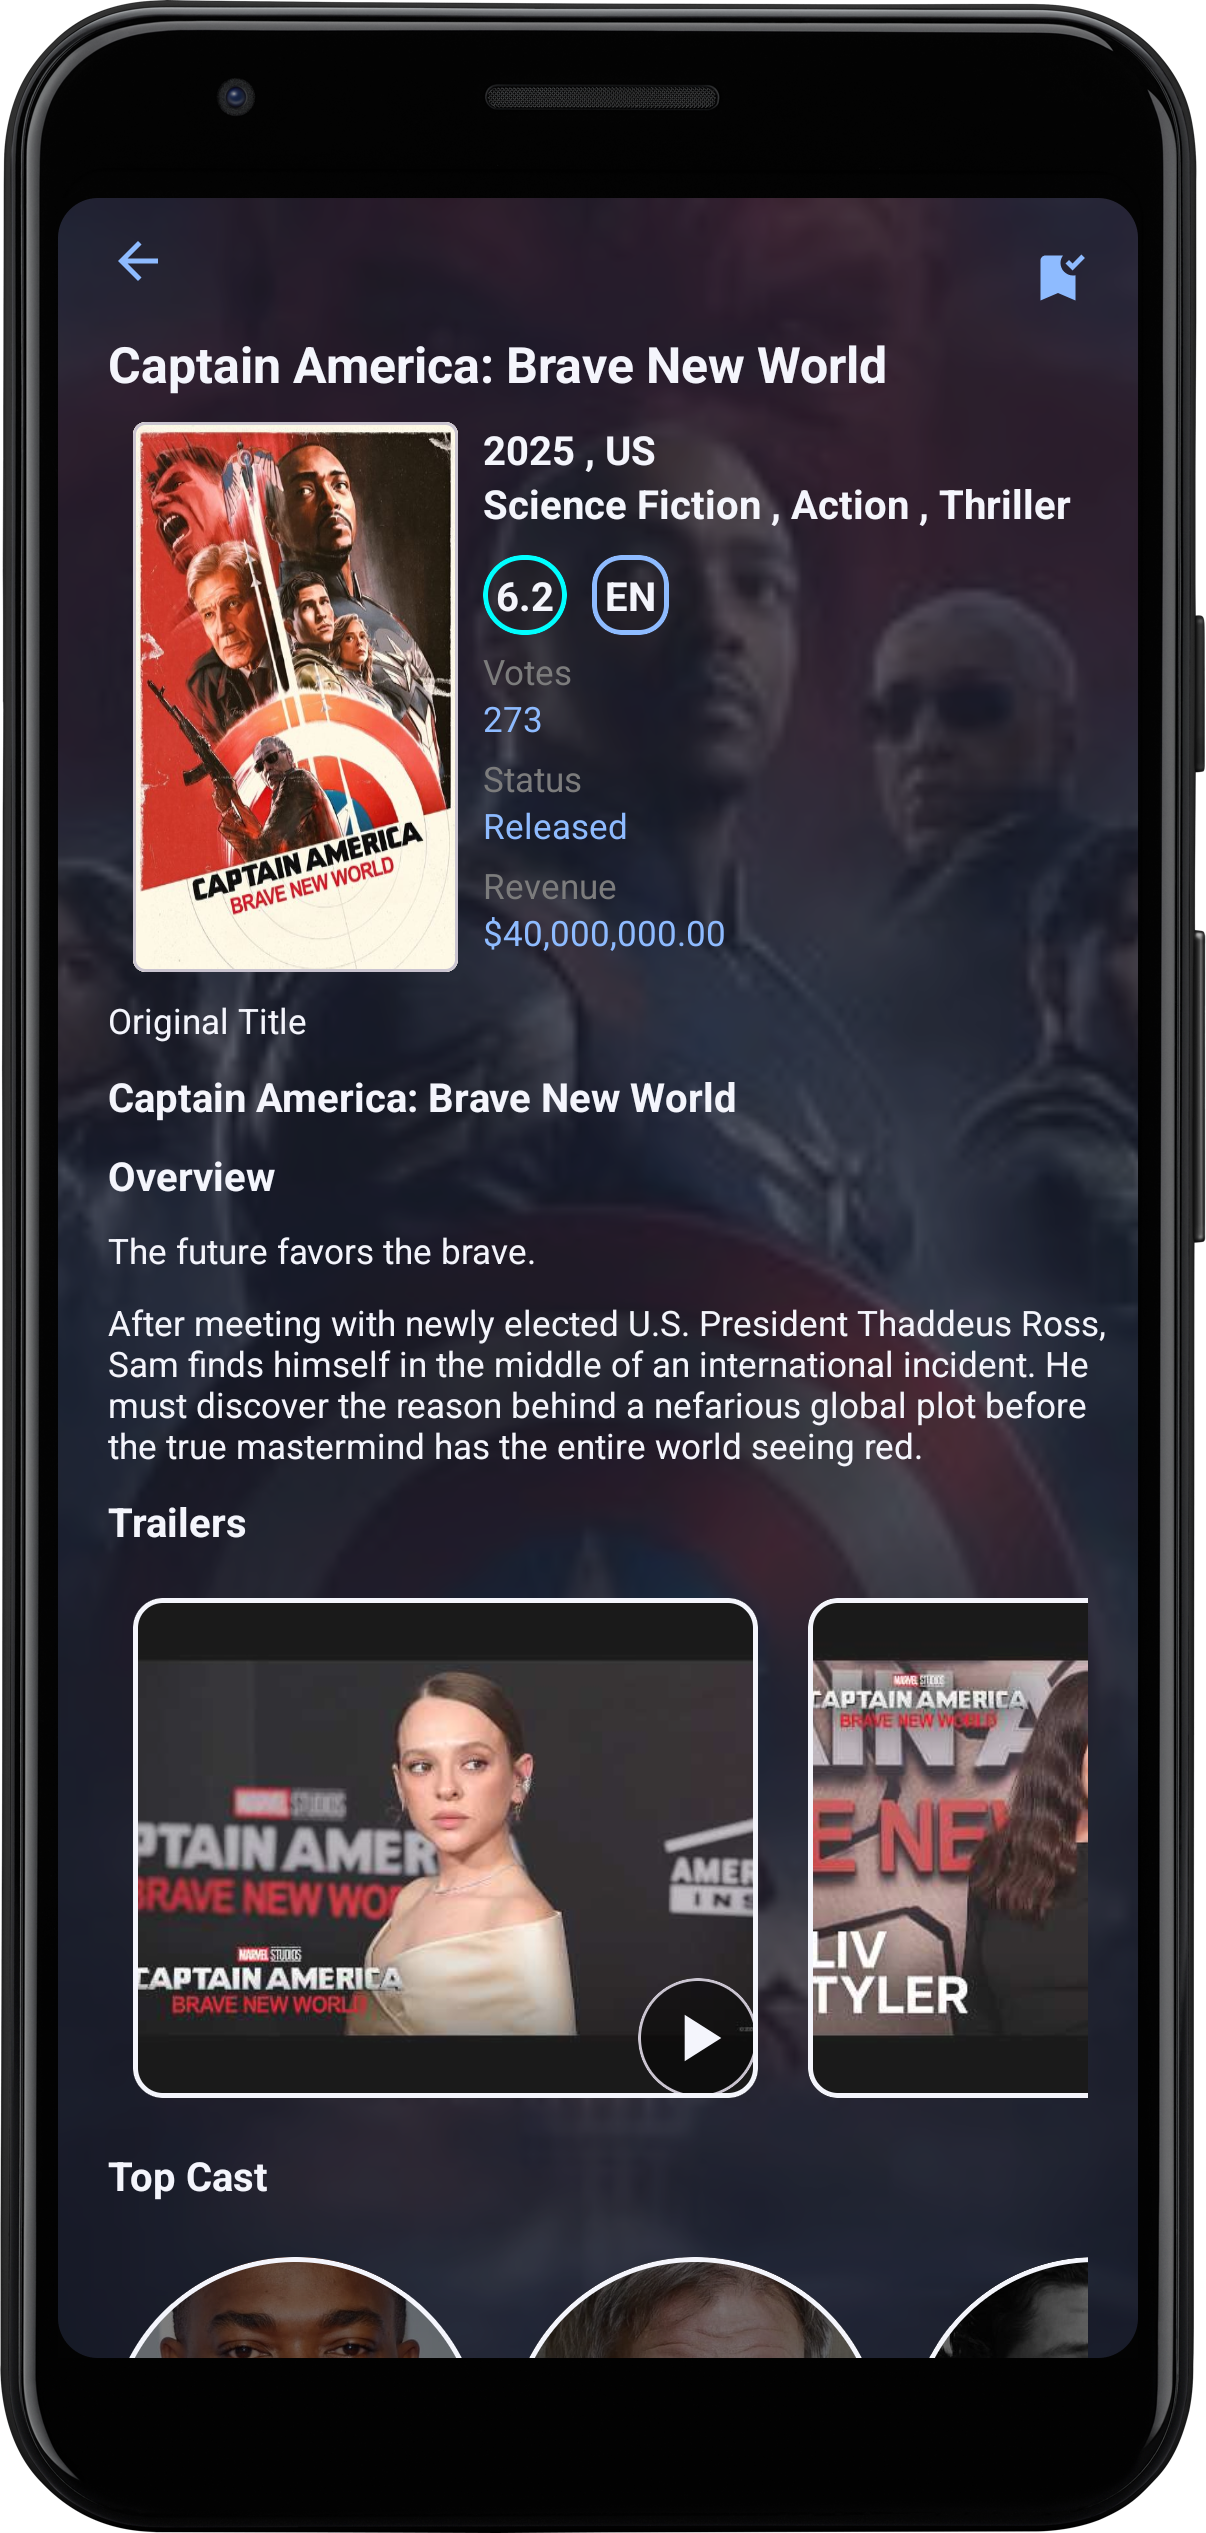 Captain America: Brave New World
2025 , US
Science Fiction , Action , Thriller
6.2 EN
Votes
273
Status
Released
Revenue
$40,000,000.00
CAPTAIN AMERICA
BRAVE NEW WORLD
Original Title
Captain America: Brave New World
Overview
The future favors the brave.
After meeting with newly elected U.S. President Thaddeus Ross,
Sam finds himself in the middle of an international incident. He
must discover the reason behind a nefarious global plot before
the true mastermind has the entire world seeing red.
Trailers
MARVEL STUDIOS
PTAIN AMER
BRAVE NEW WOR
AMER
INS
MARVEL STUDIOS
CAPTAIN AMERICA
BRAVE NEW WORLD
MARVEL STUDIOS
CAPTAIN AMERICA
BRAVE NEW WORLD
AIN A
E NEW
LIV
TYLER
Top Cast